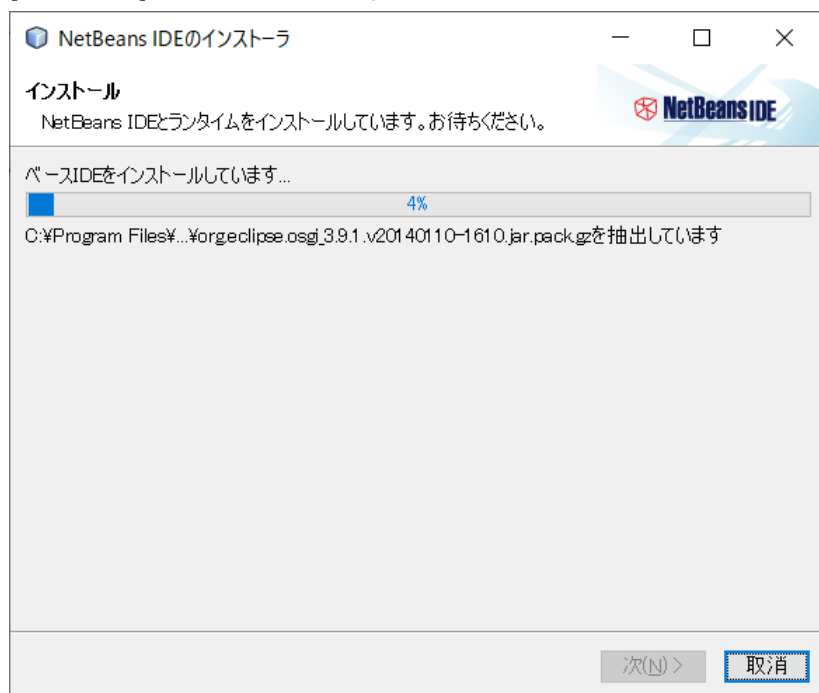 NetBeans IDEのインストーラ
インストール
NetBeans IDEとランタイムをインストールしています。お待ちください。
NetBeans IDE
ベースIDEをインストールしています...
4%
C:¥Program Files¥...¥org.eclipse.osgi_3.9.1.v20140110-1610.jar.pack.gzを抽出しています
次(N) >
取消